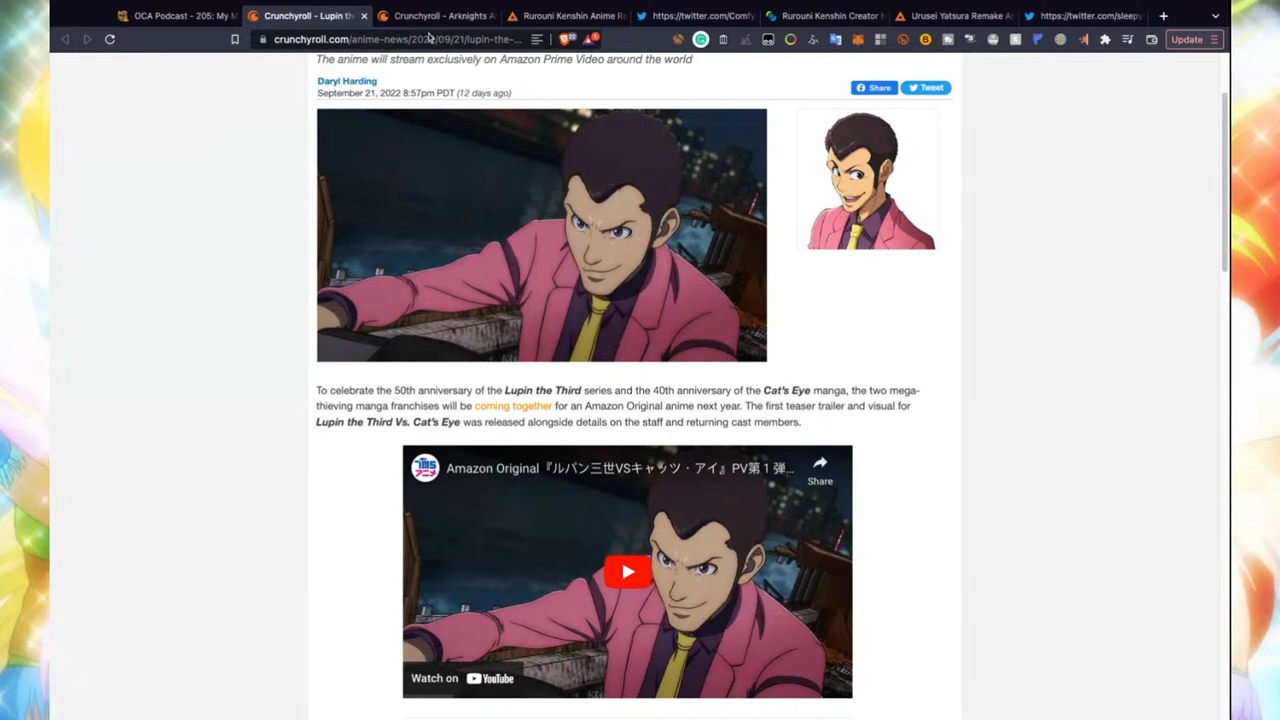 OCA Podcast - 205: My M
Crunchyroll - Lupin th
Crunchyroll - Arknights A
Rurouni Kenshin Anime R
https://twitter.com/Comfy
Rurouni Kenshin Creator
Urusei Yatsura Remake A
https://twitter.com/sleepy
crunchyroll.com/anime-news/2022/09/21/lupin-the-...
Update
The anime will stream exclusively on Amazon Prime Video around the world
Daryl Harding
September 21, 2022 8:57pm PDT (12 days ago)
Share
Tweet
To celebrate the 50th anniversary of the Lupin the Third series and the 40th anniversary of the Cat's Eye manga, the two mega-
thieving manga franchises will be coming together for an Amazon Original anime next year. The first teaser trailer and visual for
Lupin the Third Vs. Cat's Eye was released alongside details on the staff and returning cast members.
Amazon Original『ルパン三世VSキャッツ・アイ』PV第1弾...
Share
Watch on YouTube